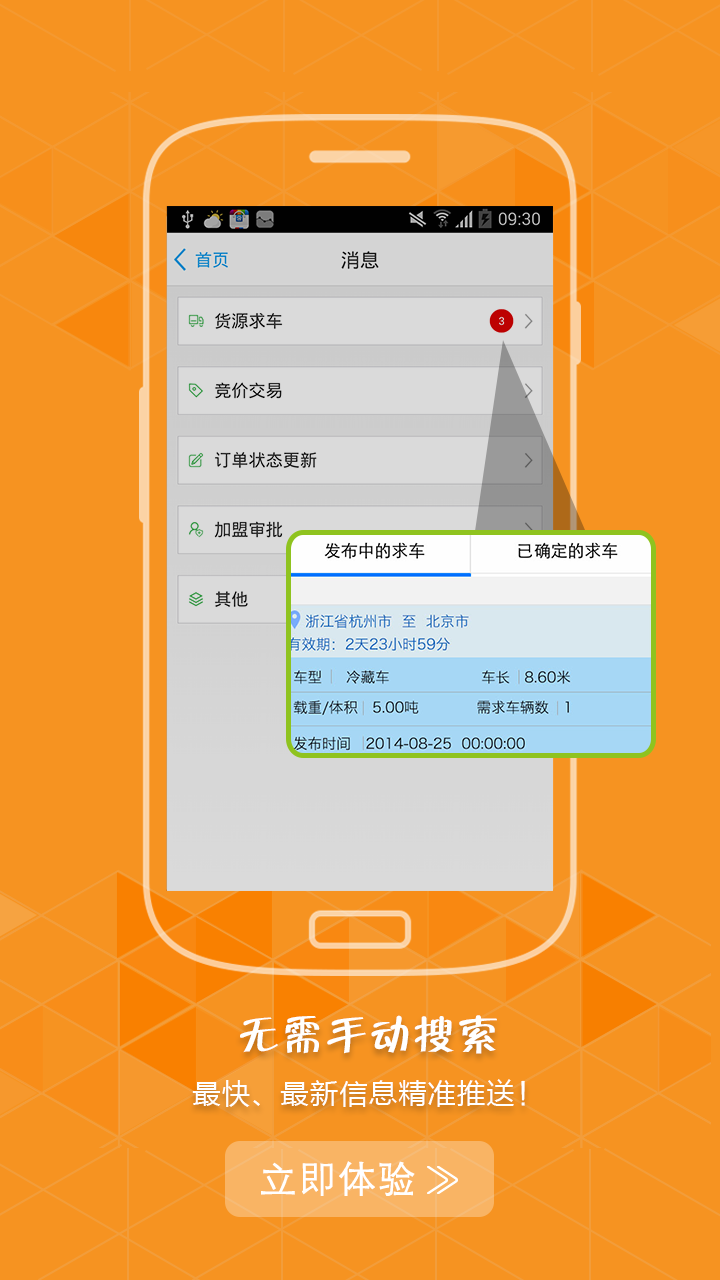 09:30
首页 消息
货源求车 3
竞价交易
订单状态更新
加盟审批
其他
发布中的求车 已确定的求车
浙江省杭州市 至 北京市
有效期：2天23小时59分
车型 冷藏车 车长 8.60米
载重/体积 5.00吨 需求车辆数 1
发布时间 2014-08-25 00:00:00
无需手动搜索
最快、最新信息精准推送！
立即体验